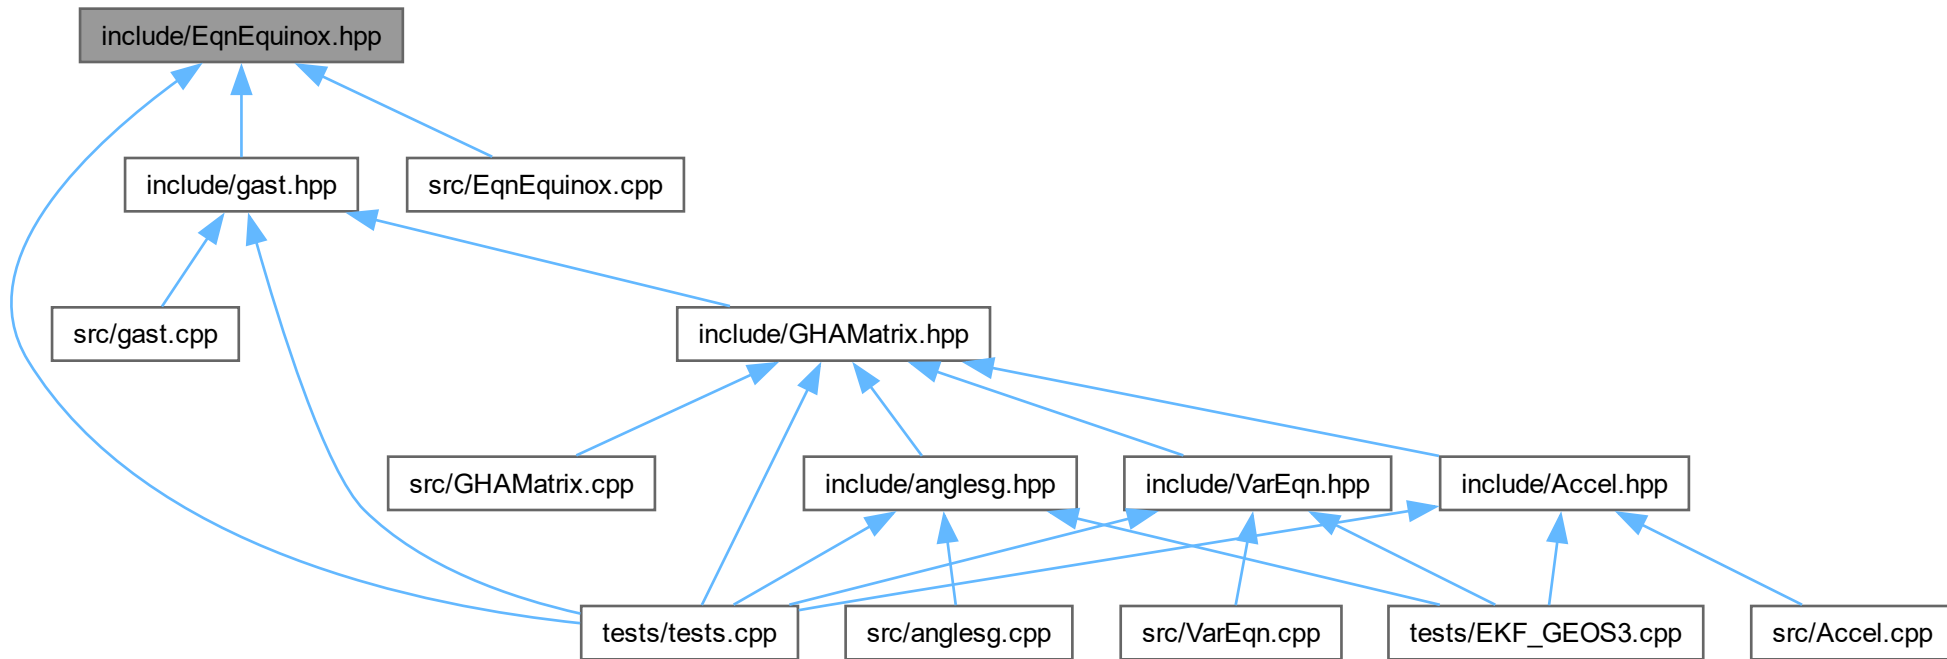 include/EqnEquinox.hpp
include/gast.hpp
src/EqnEquinox.cpp
src/gast.cpp
include/GHAMatrix.hpp
src/GHAMatrix.cpp
include/anglesg.hpp
include/VarEqn.hpp
include/Accel.hpp
tests/tests.cpp
src/anglesg.cpp
src/VarEqn.cpp
tests/EKF_GEOS3.cpp
src/Accel.cpp